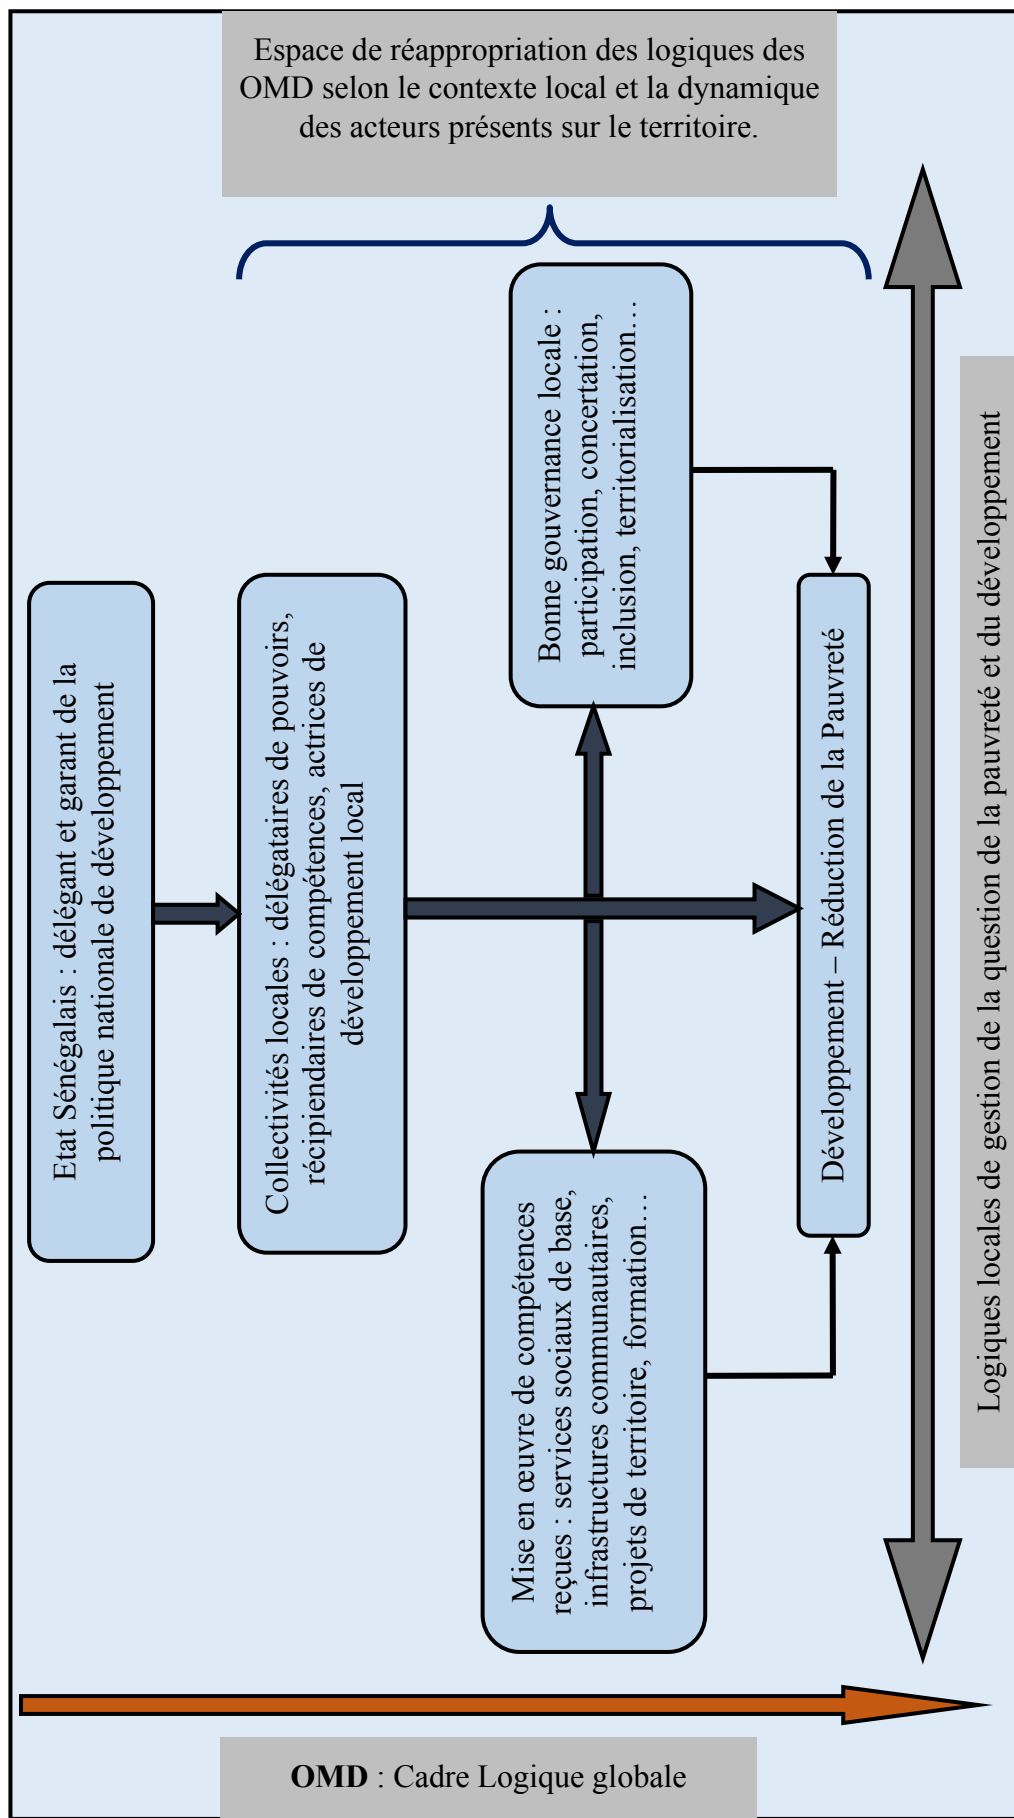 Espace de réappropriation des logiques des
OMD selon le contexte local et la dynamique
des acteurs présents sur le territoire.
Etat Sénégalais : délégant et garant de la
politique nationale de développement
Collectivités locales : délégataires de pouvoirs,
récipiendaires de compétences, actrices de
développement local
Bonne gouvernance locale :
participation, concertation,
inclusion, territorialisation…
Mise en œuvre de compétences
reçues : services sociaux de base,
infrastructures communautaires,
projets de territoire, formation…
Développement – Réduction de la Pauvreté
Logiques locales de gestion de la question de la pauvreté et du développement
OMD : Cadre Logique globale